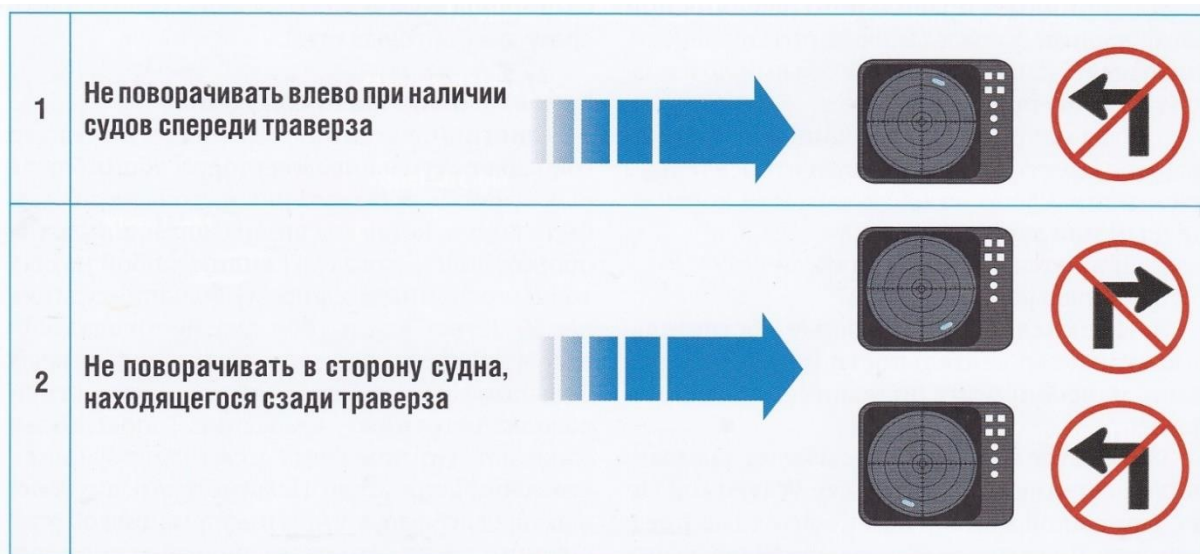 1
Не поворачивать влево при наличии
судов спереди траверза
2
Не поворачивать в сторону судна,
находящегося сзади траверза